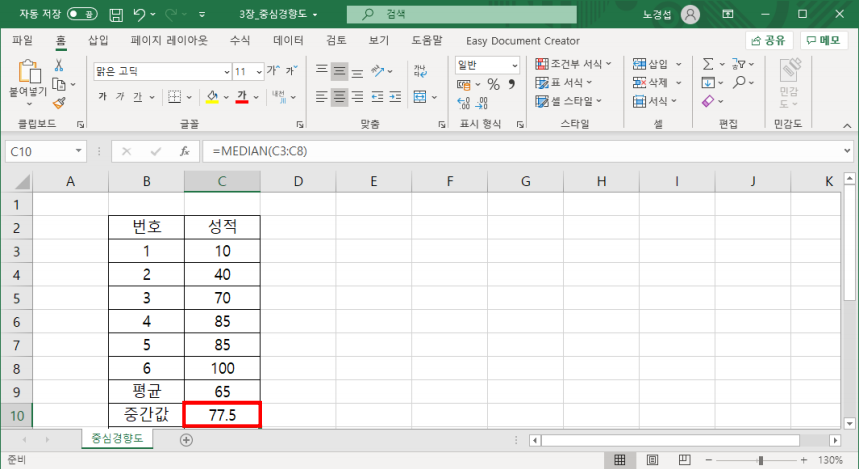 자동 저장 끔 3장_중심경향도 검색 노경섭
파일 홈 삽입 페이지 레이아웃 수식 데이터 검토 보기 도움말 Easy Document Creator 공유 메모
붙여넣기 맑은 고딕 11 가 가 가나다 일반 조건부 서식 삽입 Σ 민감도
가 가 가 가 내천 % 표 서식 삭제
셀 스타일 서식
클립보드 글꼴 맞춤 표시 형식 스타일 셀 편집 민감도
C10 fx =MEDIAN(C3:C8)
A B C D E F G H I J K
1
2 번호 성적
3 1 10
4 2 40
5 3 70
6 4 85
7 5 85
8 6 100
9 평균 65
10 중간값 77.5
중심경향도
준비 130%